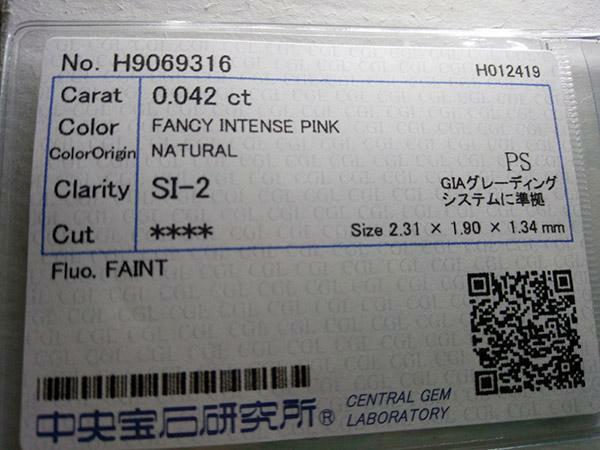 No. H9069316 H012419
Carat 0.042 ct
Color FANCY INTENSE PINK
ColorOrigin NATURAL
PS
Clarity SI-2 GIAグレーディング
システムに準拠
Cut **** Size 2.31 × 1.90 × 1.34 mm
Fluo. FAINT
中央宝石研究所® CENTRAL GEM
LABORATORY